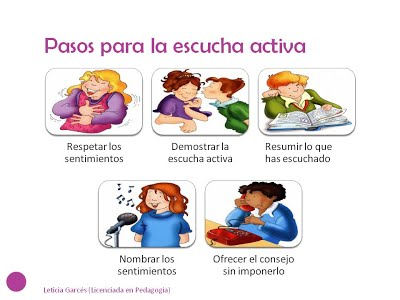 Pasos para la escucha activa
Respetar los
sentimientos
Demostrar la
escucha activa
Resumir lo que
has escuchado
Nombrar los
sentimientos
Ofrecer el consejo
sin imponerlo
Leticia Garcés (Licenciada en Pedagogía)